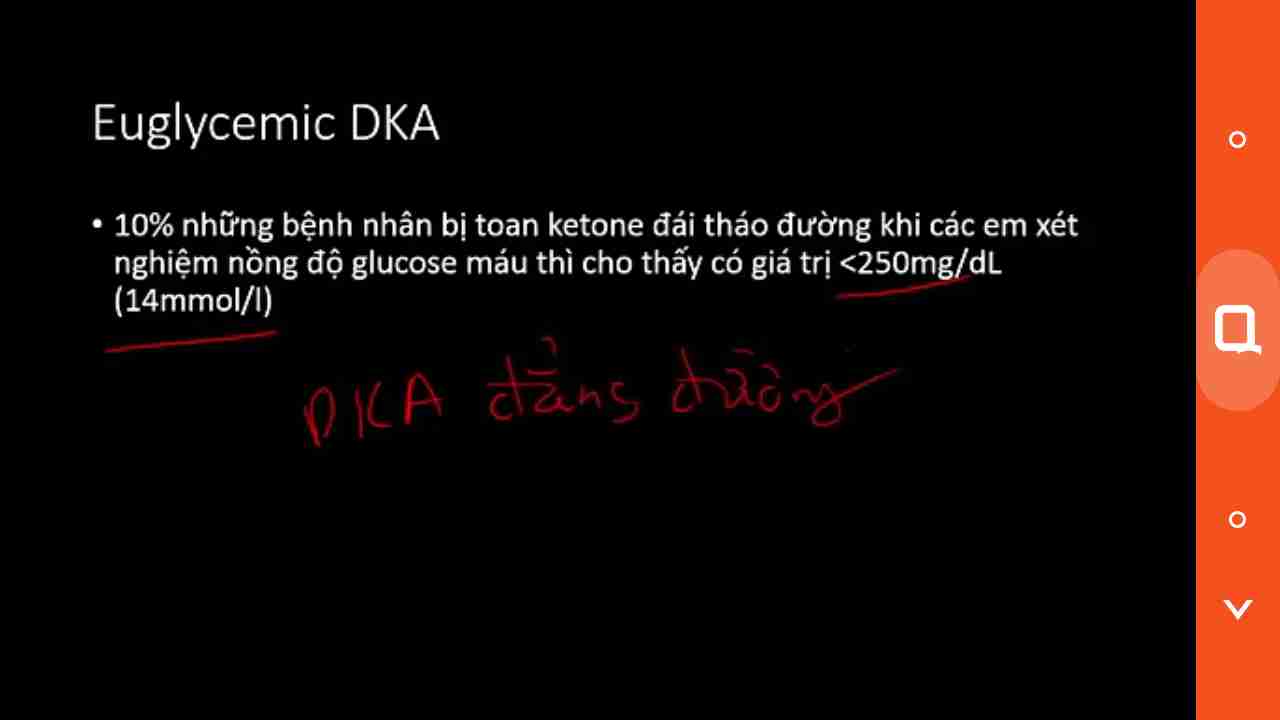 Euglycemic DKA
• 10% những bệnh nhân bị toan ketone đái tháo đường khi các em xét
nghiệm nồng độ glucose máu thì cho thấy có giá trị <250mg/dL
(14mmol/l)
DKA đẳng đường